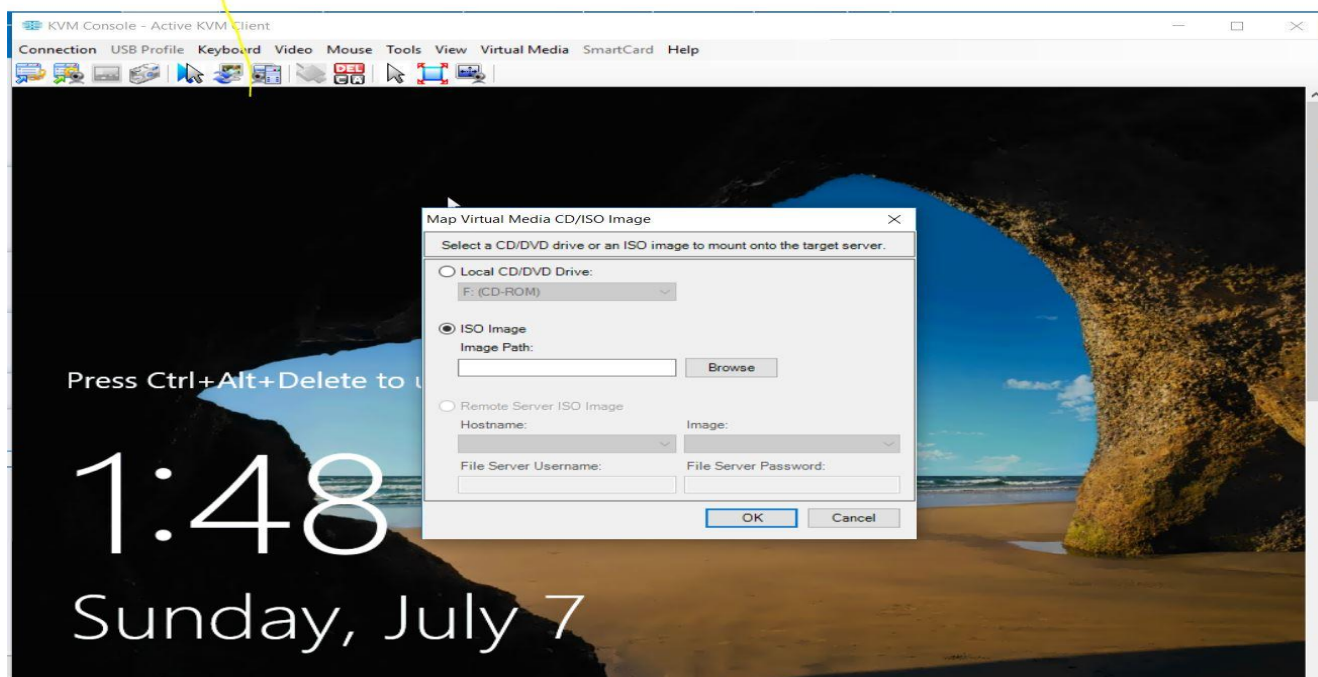 KVM Console - Active KVM Client
Connection USB Profile Keyboard Video Mouse Tools View Virtual Media SmartCard Help
DEL
C A
Map Virtual Media CD/ISO Image
Select a CD/DVD drive or an ISO image to mount onto the target server.
Local CD/DVD Drive:
F: (CD-ROM)
ISO Image
Image Path:
Browse
Remote Server ISO Image
Hostname: Image:
File Server Username: File Server Password:
OK Cancel
Press Ctrl+Alt+Delete to
1:48
Sunday, July 7